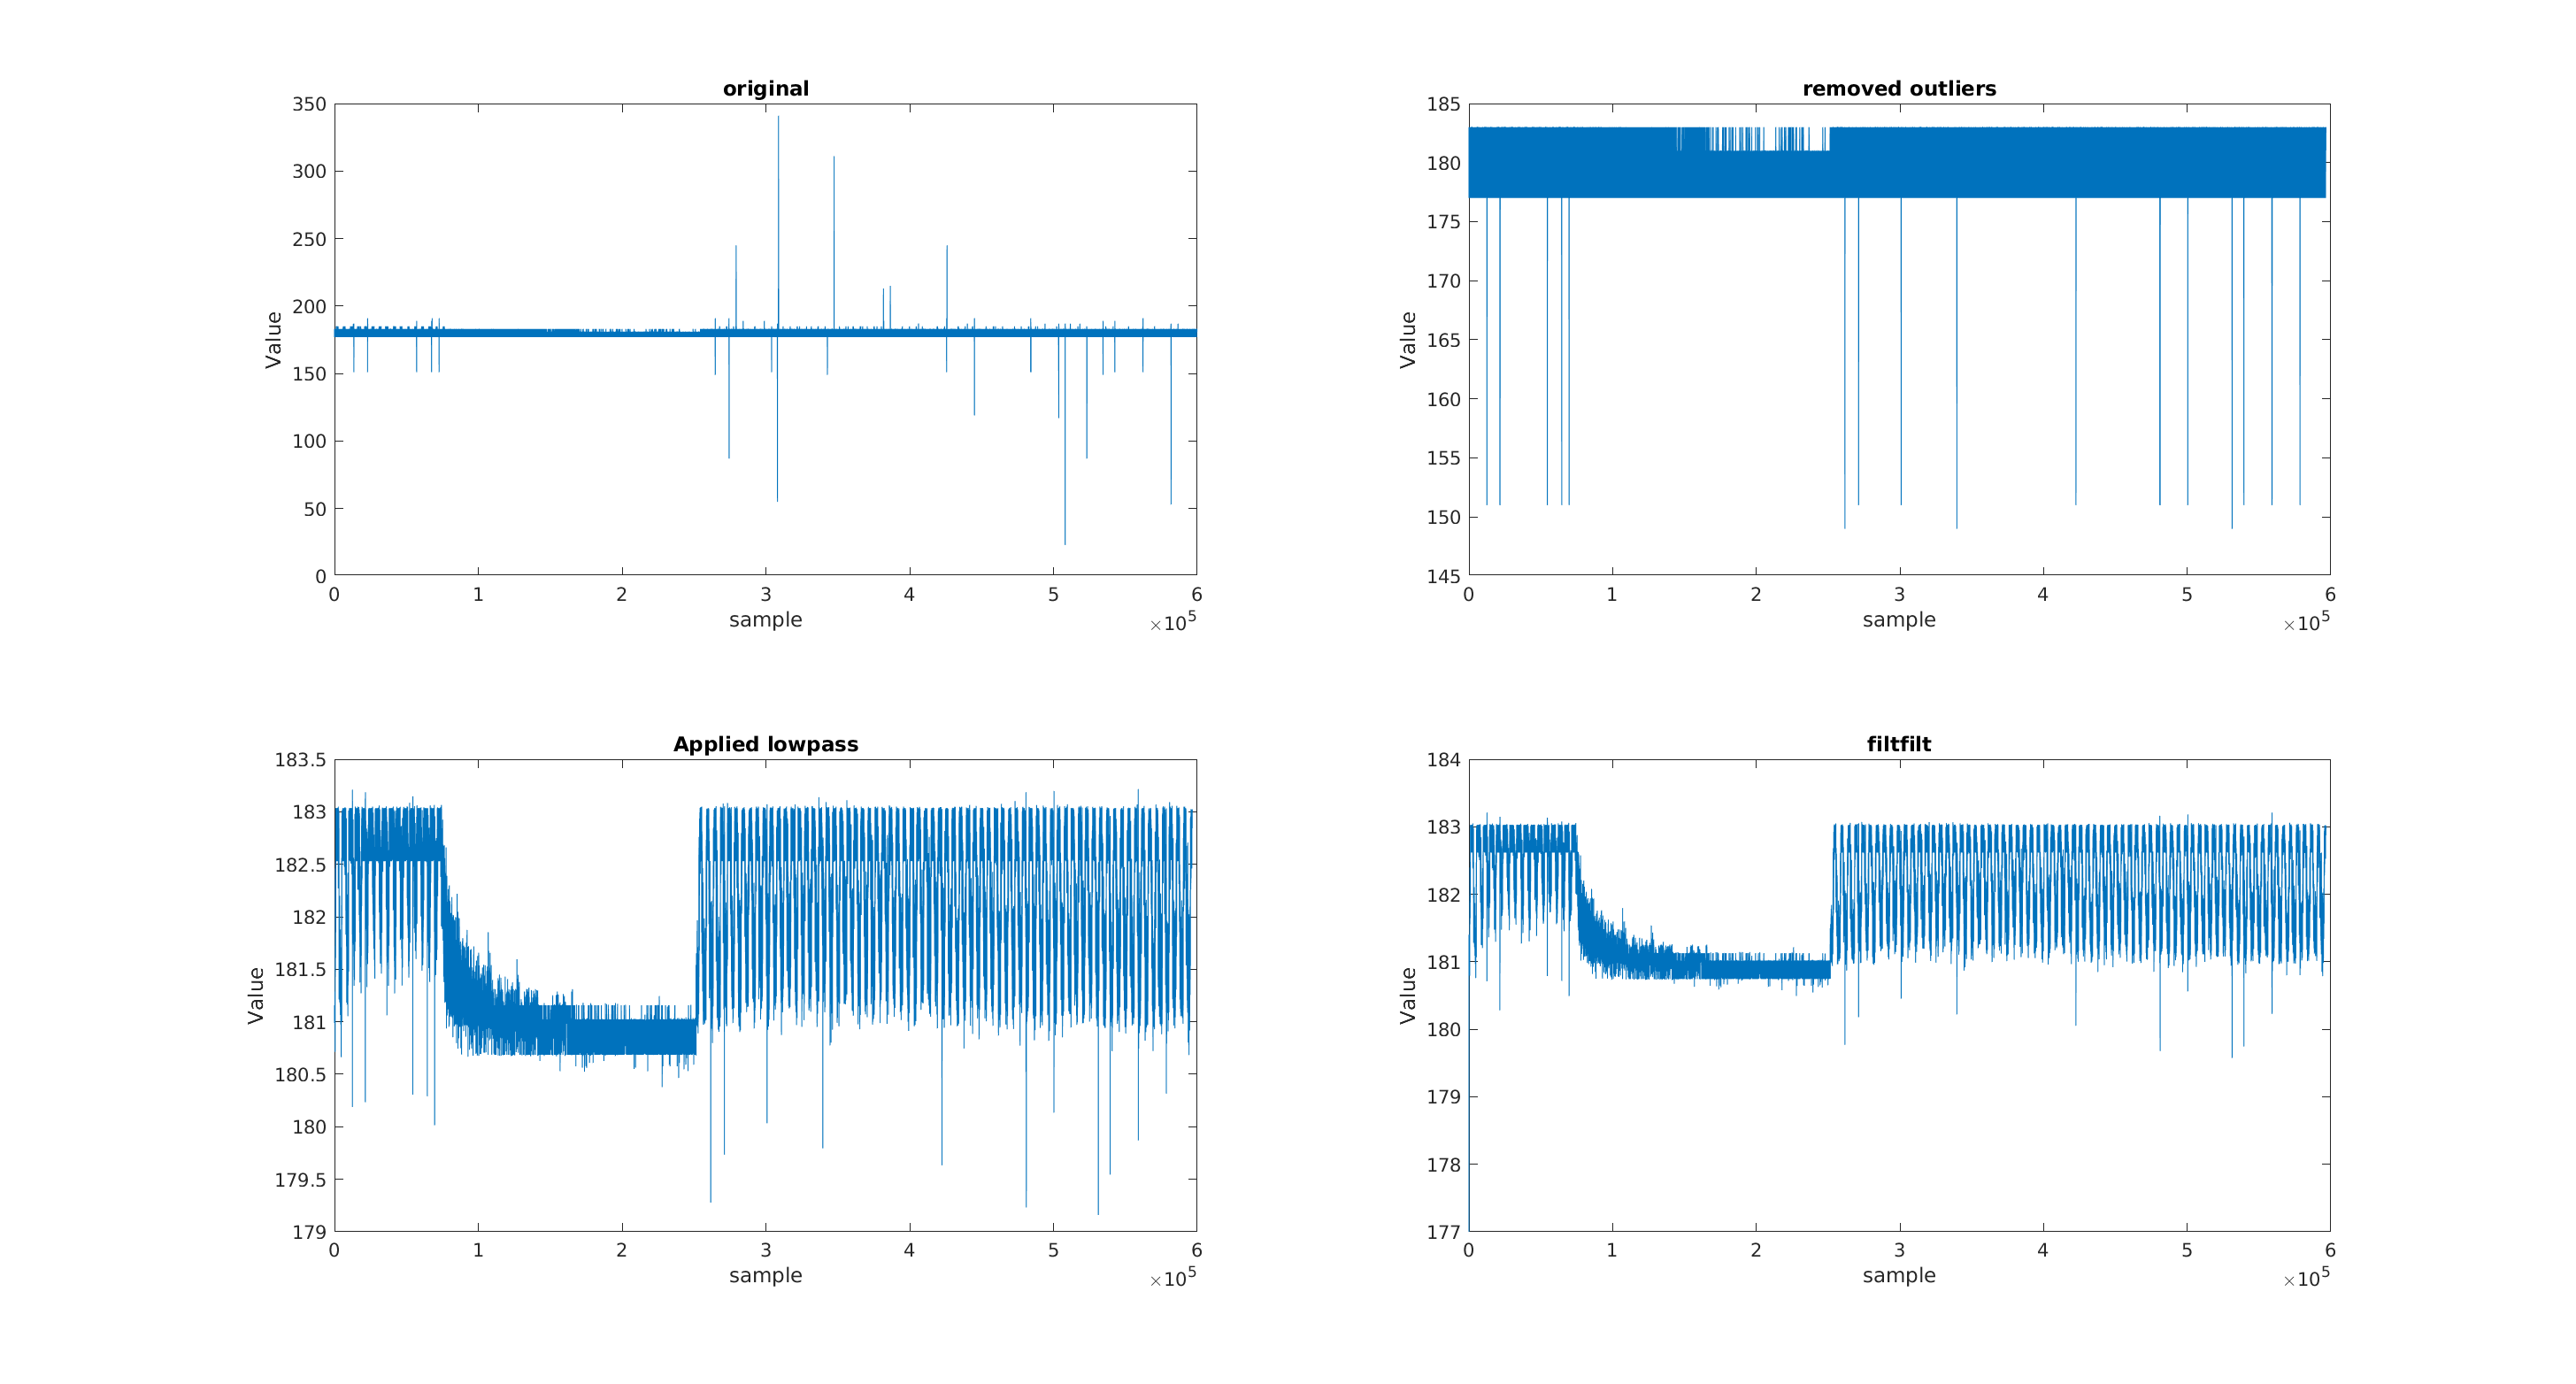 original
350
300
250
200
150
100
50
0
Value
0 1 2 3 4 5 6
sample
×10^5
removed outliers
185
180
175
170
165
160
155
150
145
Value
0 1 2 3 4 5 6
sample
×10^5
Applied lowpass
183.5
183
182.5
182
181.5
181
180.5
180
179.5
179
Value
0 1 2 3 4 5 6
sample
×10^5
filtfilt
184
183
182
181
180
179
178
177
Value
0 1 2 3 4 5 6
sample
×10^5